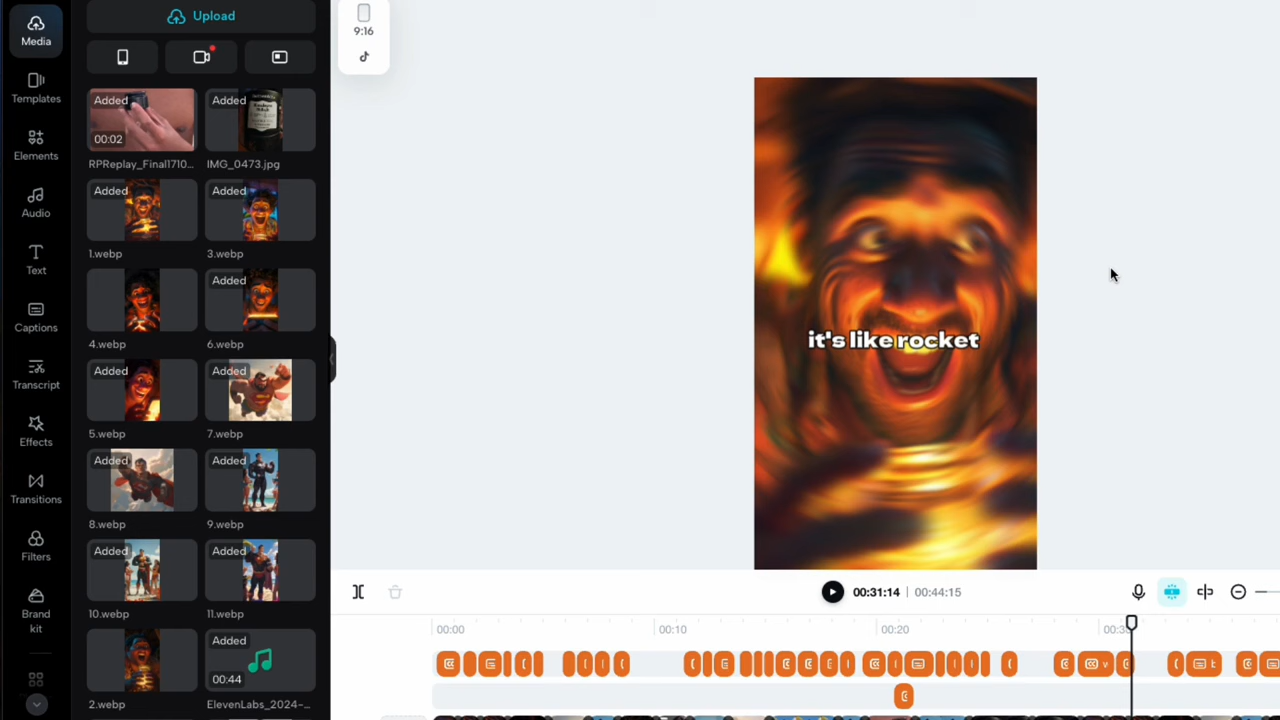 Media
Templates
Elements
Audio
Text
Captions
Transcript
Effects
Transitions
Filters
Brand
kit
Upload
Added
00:02
RPReplay_Final1710...
Added
IMG_0473.jpg
Added
1.webp
Added
3.webp
4.webp
Added
6.webp
Added
5.webp
Added
7.webp
Added
8.webp
Added
9.webp
Added
10.webp
Added
11.webp
2.webp
Added
00:44
ElevenLabs_2024-...
9:16
it's like rocket
00:31:14 | 00:44:15
00:00
00:10
00:20